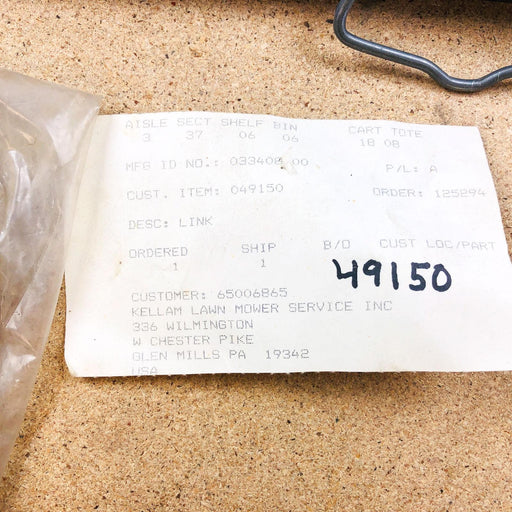 AISLE SECT SHELF BIN CART TOTE
3 37 06 06 18 08
MFG ID NO.: 033408 00 P/L: A
CUST. ITEM: 049150 ORDER: 125894
DESC: LINK
ORDERED SHIP B/O CUST LOC/PART
1 1
49150
CUSTOMER: 65006865
KELLAM LAWN MOWER SERVICE INC
336 WILMINGTON
W CHESTER PIKE
GLEN MILLS PA 19342
USA